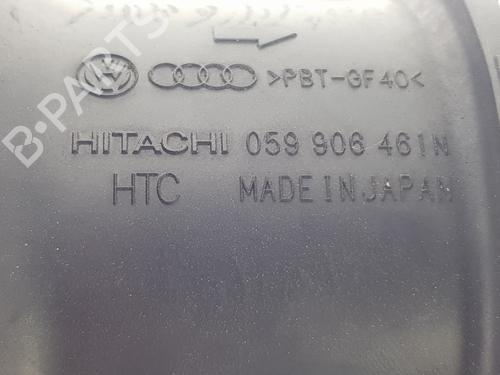 >PBT-GF40<
HITACHI 059 906 461N
HTC MADE IN JAPAN
B-PARTS